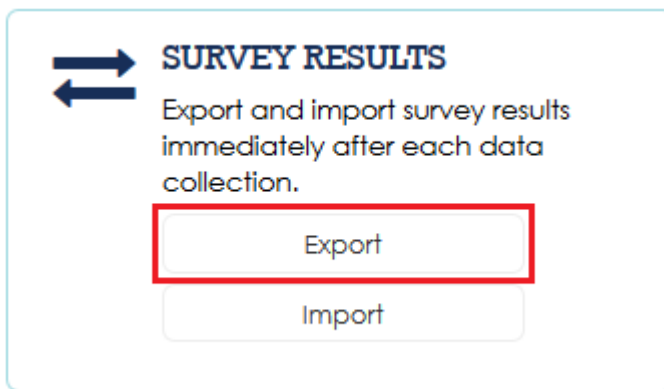 SURVEY RESULTS
Export and import survey results
immediately after each data
collection.
Export
Import